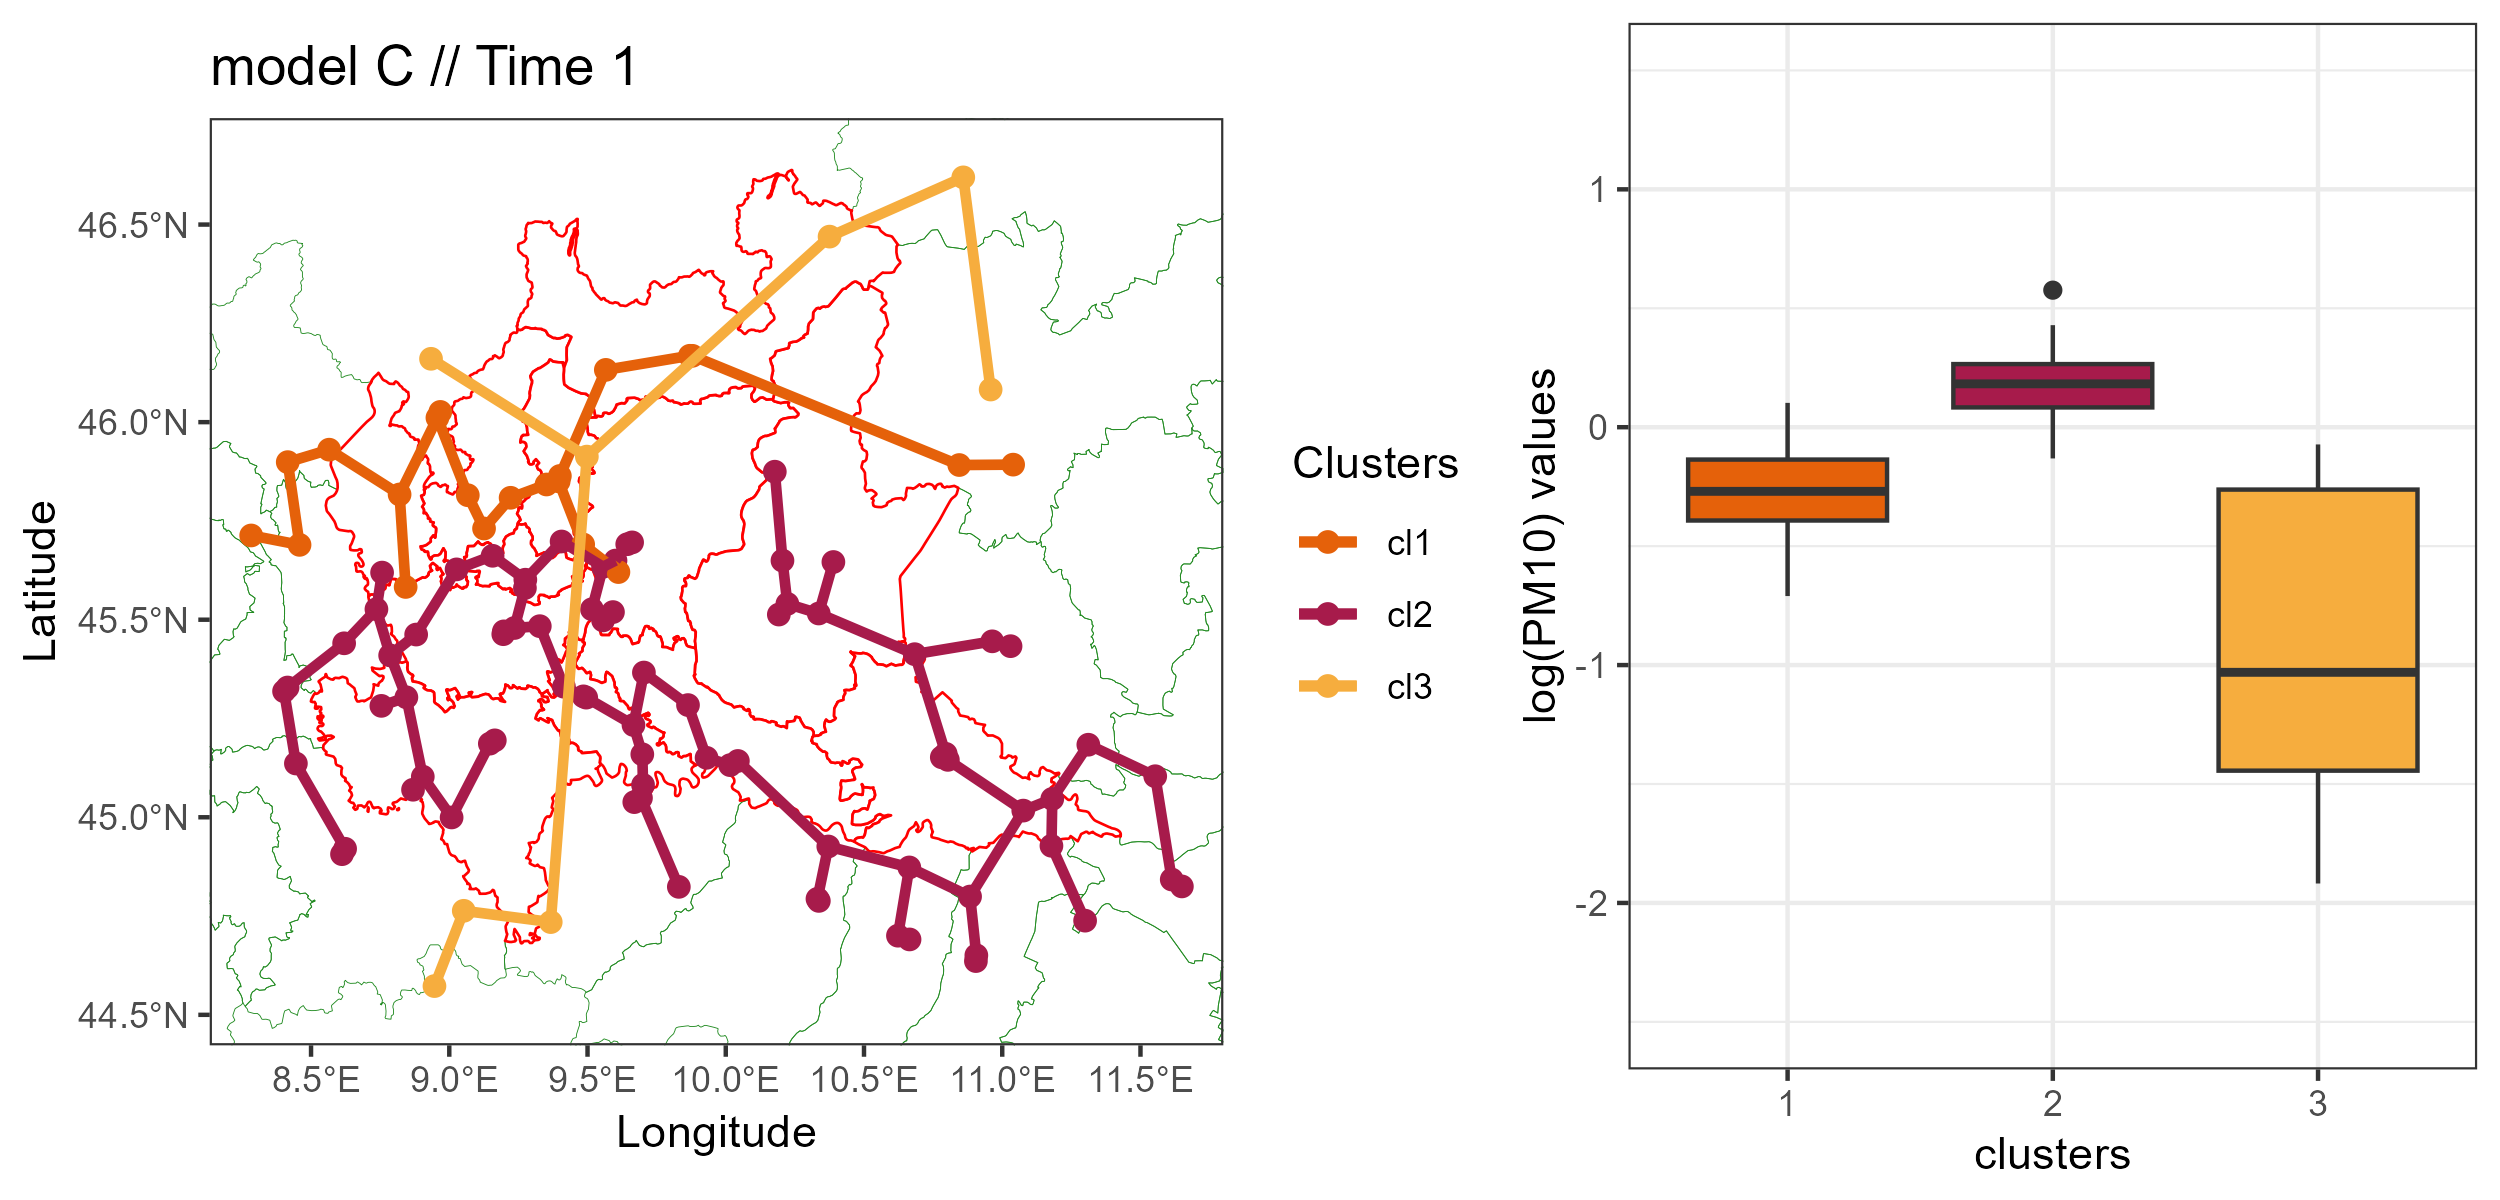 model C // Time 1
46.5°N
46.0°N
45.5°N
45.0°N
44.5°N
Latitude
8.5°E 9.0°E 9.5°E 10.0°E 10.5°E 11.0°E 11.5°E
Longitude
Clusters
cl1
cl2
cl3
log(PM10) values
1
0
-1
-2
1 2 3
clusters